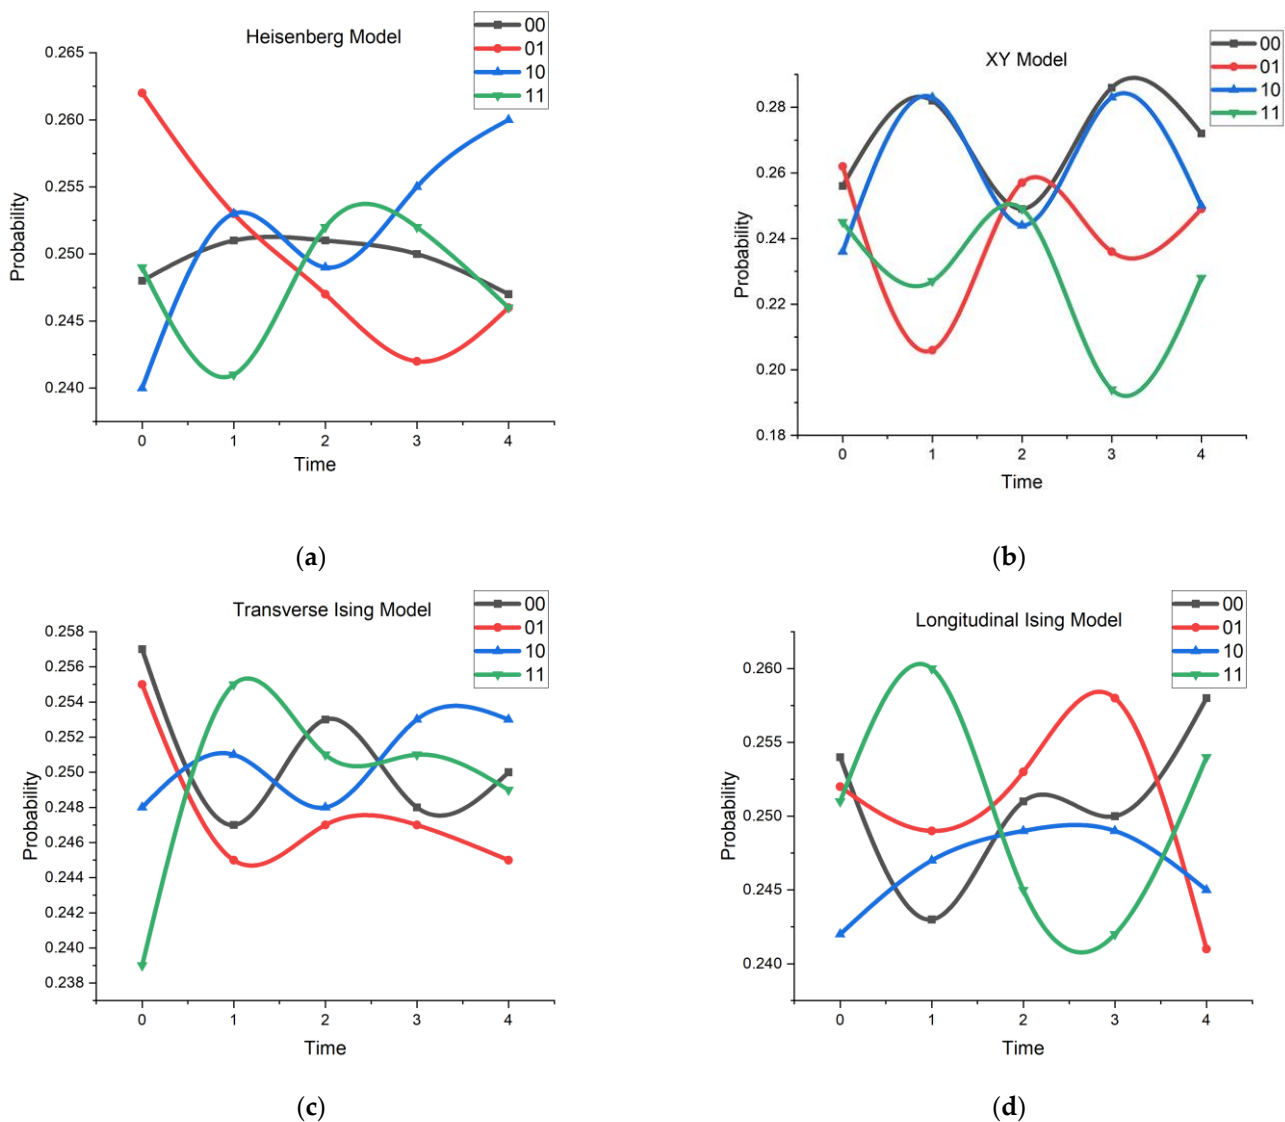 Heisenberg Model
00
01
10
11
0.265
0.260
0.255
0.250
0.245
0.240
Probability
0 1 2 3 4
Time
(a)
XY Model
00
01
10
11
0.28
0.26
0.24
0.22
0.20
0.18
Probability
0 1 2 3 4
Time
(b)
Transverse Ising Model
00
01
10
11
0.258
0.256
0.254
0.252
0.250
0.248
0.246
0.244
0.242
0.240
0.238
Probability
0 1 2 3 4
Time
(c)
Longitudinal Ising Model
00
01
10
11
0.260
0.255
0.250
0.245
0.240
Probability
0 1 2 3 4
Time
(d)